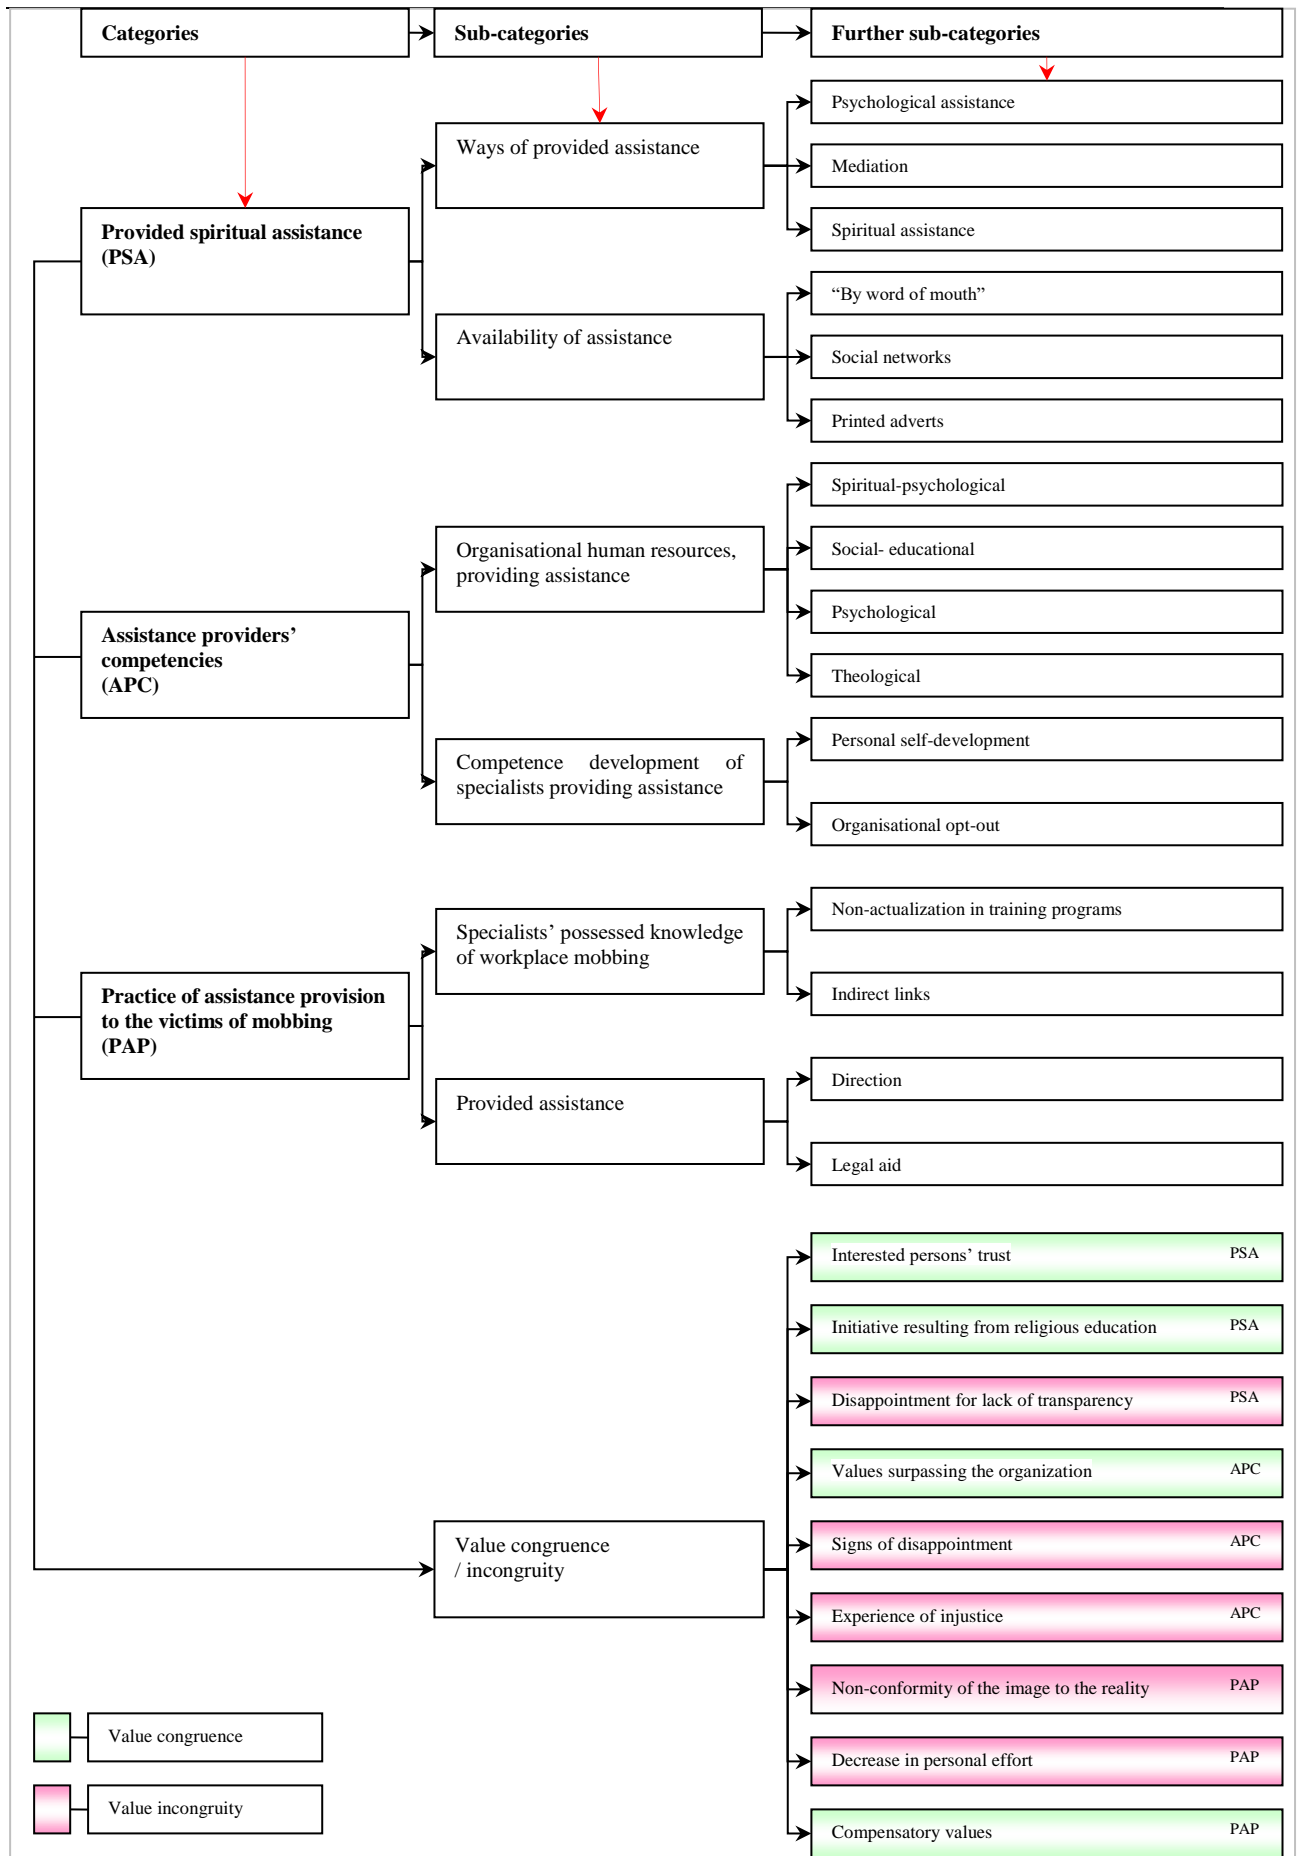 Categories
Sub-categories
Further sub-categories
Psychological assistance
Ways of provided assistance
Mediation
Provided spiritual assistance
(PSA)
Spiritual assistance
“By word of mouth”
Availability of assistance
Social networks
Printed adverts
Spiritual-psychological
Organisational human resources,
providing assistance
Social- educational
Psychological
Assistance providers’
competencies
(APC)
Theological
Personal self-development
Competence development of
specialists providing assistance
Organisational opt-out
Non-actualization in training programs
Specialists’ possessed knowledge
of workplace mobbing
Indirect links
Practice of assistance provision
to the victims of mobbing
(PAP)
Direction
Provided assistance
Legal aid
Interested persons’ trust PSA
Initiative resulting from religious education PSA
Disappointment for lack of transparency PSA
Values surpassing the organization APC
Value congruence
/ incongruity
Signs of disappointment APC
Experience of injustice APC
Non-conformity of the image to the reality PAP
Value congruence
Decrease in personal effort PAP
Value incongruity
Compensatory values PAP